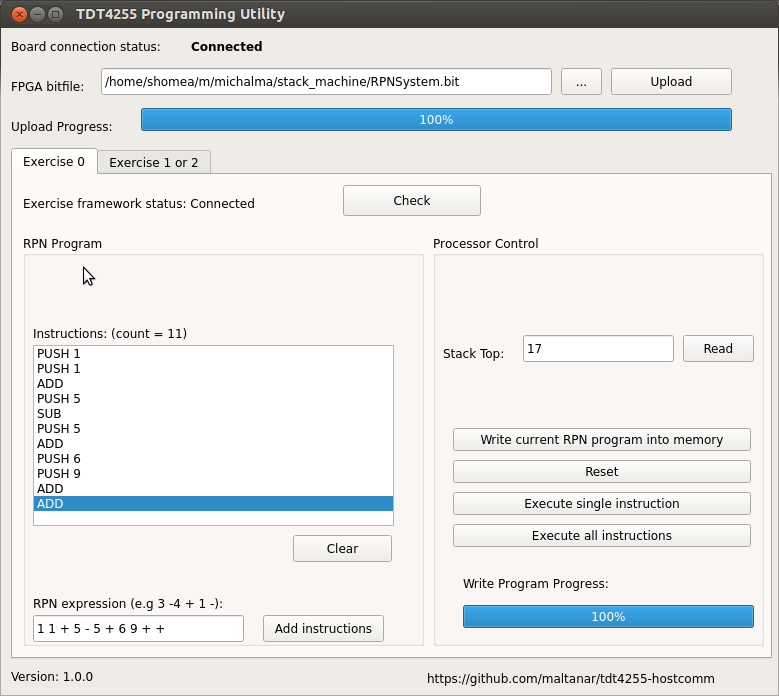 TDT4255 Programming Utility
Board connection status: Connected
FPGA bitfile: /home/shomea/m/michalma/stack_machine/RPNSystem.bit ... Upload
Upload Progress: 100%
Exercise 0 Exercise 1 or 2
Exercise framework status: Connected Check
RPN Program
Instructions: (count = 11)
PUSH 1
PUSH 1
ADD
PUSH 5
SUB
PUSH 5
ADD
PUSH 6
PUSH 9
ADD
ADD
Clear
RPN expression (e.g 3 -4 + 1 -):
1 1 + 5 - 5 + 6 9 + + Add instructions
Processor Control
Stack Top: 17 Read
Write current RPN program into memory
Reset
Execute single instruction
Execute all instructions
Write Program Progress:
100%
Version: 1.0.0 https://github.com/maltanar/tdt4255-hostcomm